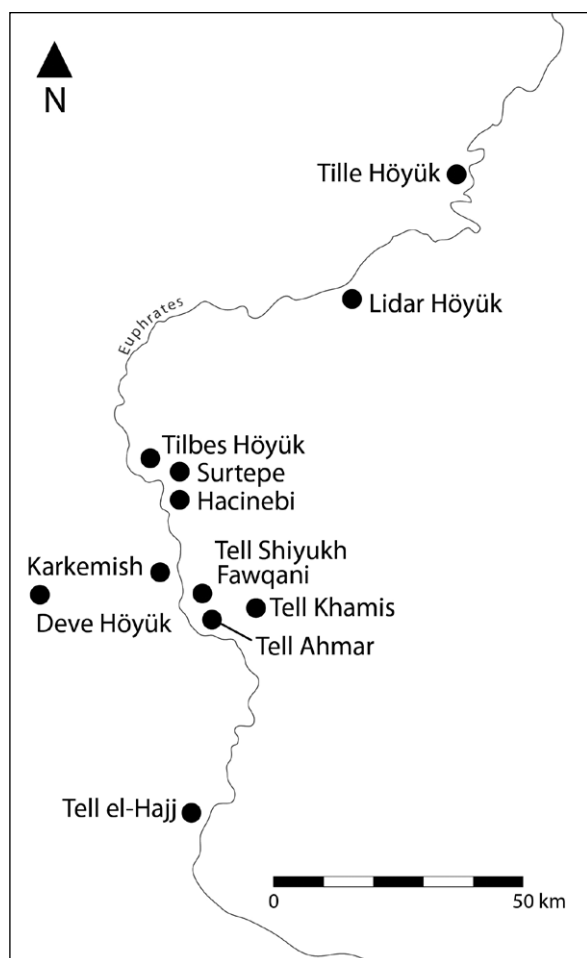 N
Tille Höyük
Lidar Höyük
Euphrates
Tilbes Höyük
Surtepe
Hacinebi
Tell Shiyukh
Fawqani
Karkemish
Tell Khamis
Deve Höyük
Tell Ahmar
Tell el-Hajj
0 50 km